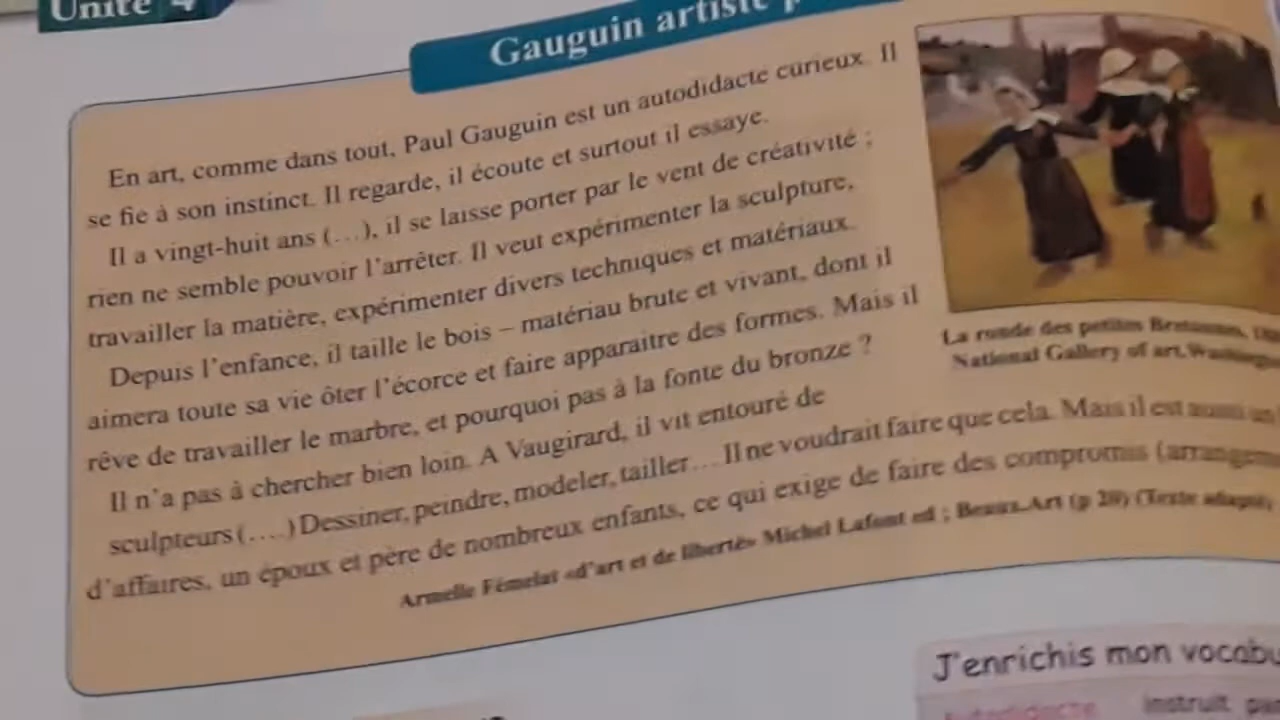 Unité 4
Gauguin artiste
En art, comme dans tout, Paul Gauguin est un autodidacte curieux. Il
se fie à son instinct. Il regarde, il écoute et surtout il essaye.
Il a vingt-huit ans (...), il se laisse porter par le vent de créativité ;
rien ne semble pouvoir l'arrêter. Il veut expérimenter la sculpture,
travailler la matière, expérimenter divers techniques et matériaux.
Depuis l'enfance, il taille le bois – matériau brute et vivant, dont il
aimera toute sa vie ôter l'écorce et faire apparaitre des formes. Mais il
rêve de travailler le marbre, et pourquoi pas à la fonte du bronze ?
Il n'a pas à chercher bien loin. A Vaugirard, il vit entouré de
sculpteurs (....) Dessiner, peindre, modeler, tailler... Il ne voudrait faire que cela. Mais il est aussi un
d'affaires, un époux et père de nombreux enfants, ce qui exige de faire des compromis
Armelle Fémelat «d'art et de liberté» Michel Lafont ed ; Beaux.Art (p 20) (Texte adapté)
La ronde des petites Bretonnes,
National Gallery of art,
J'enrichis mon
autodidacte instruit